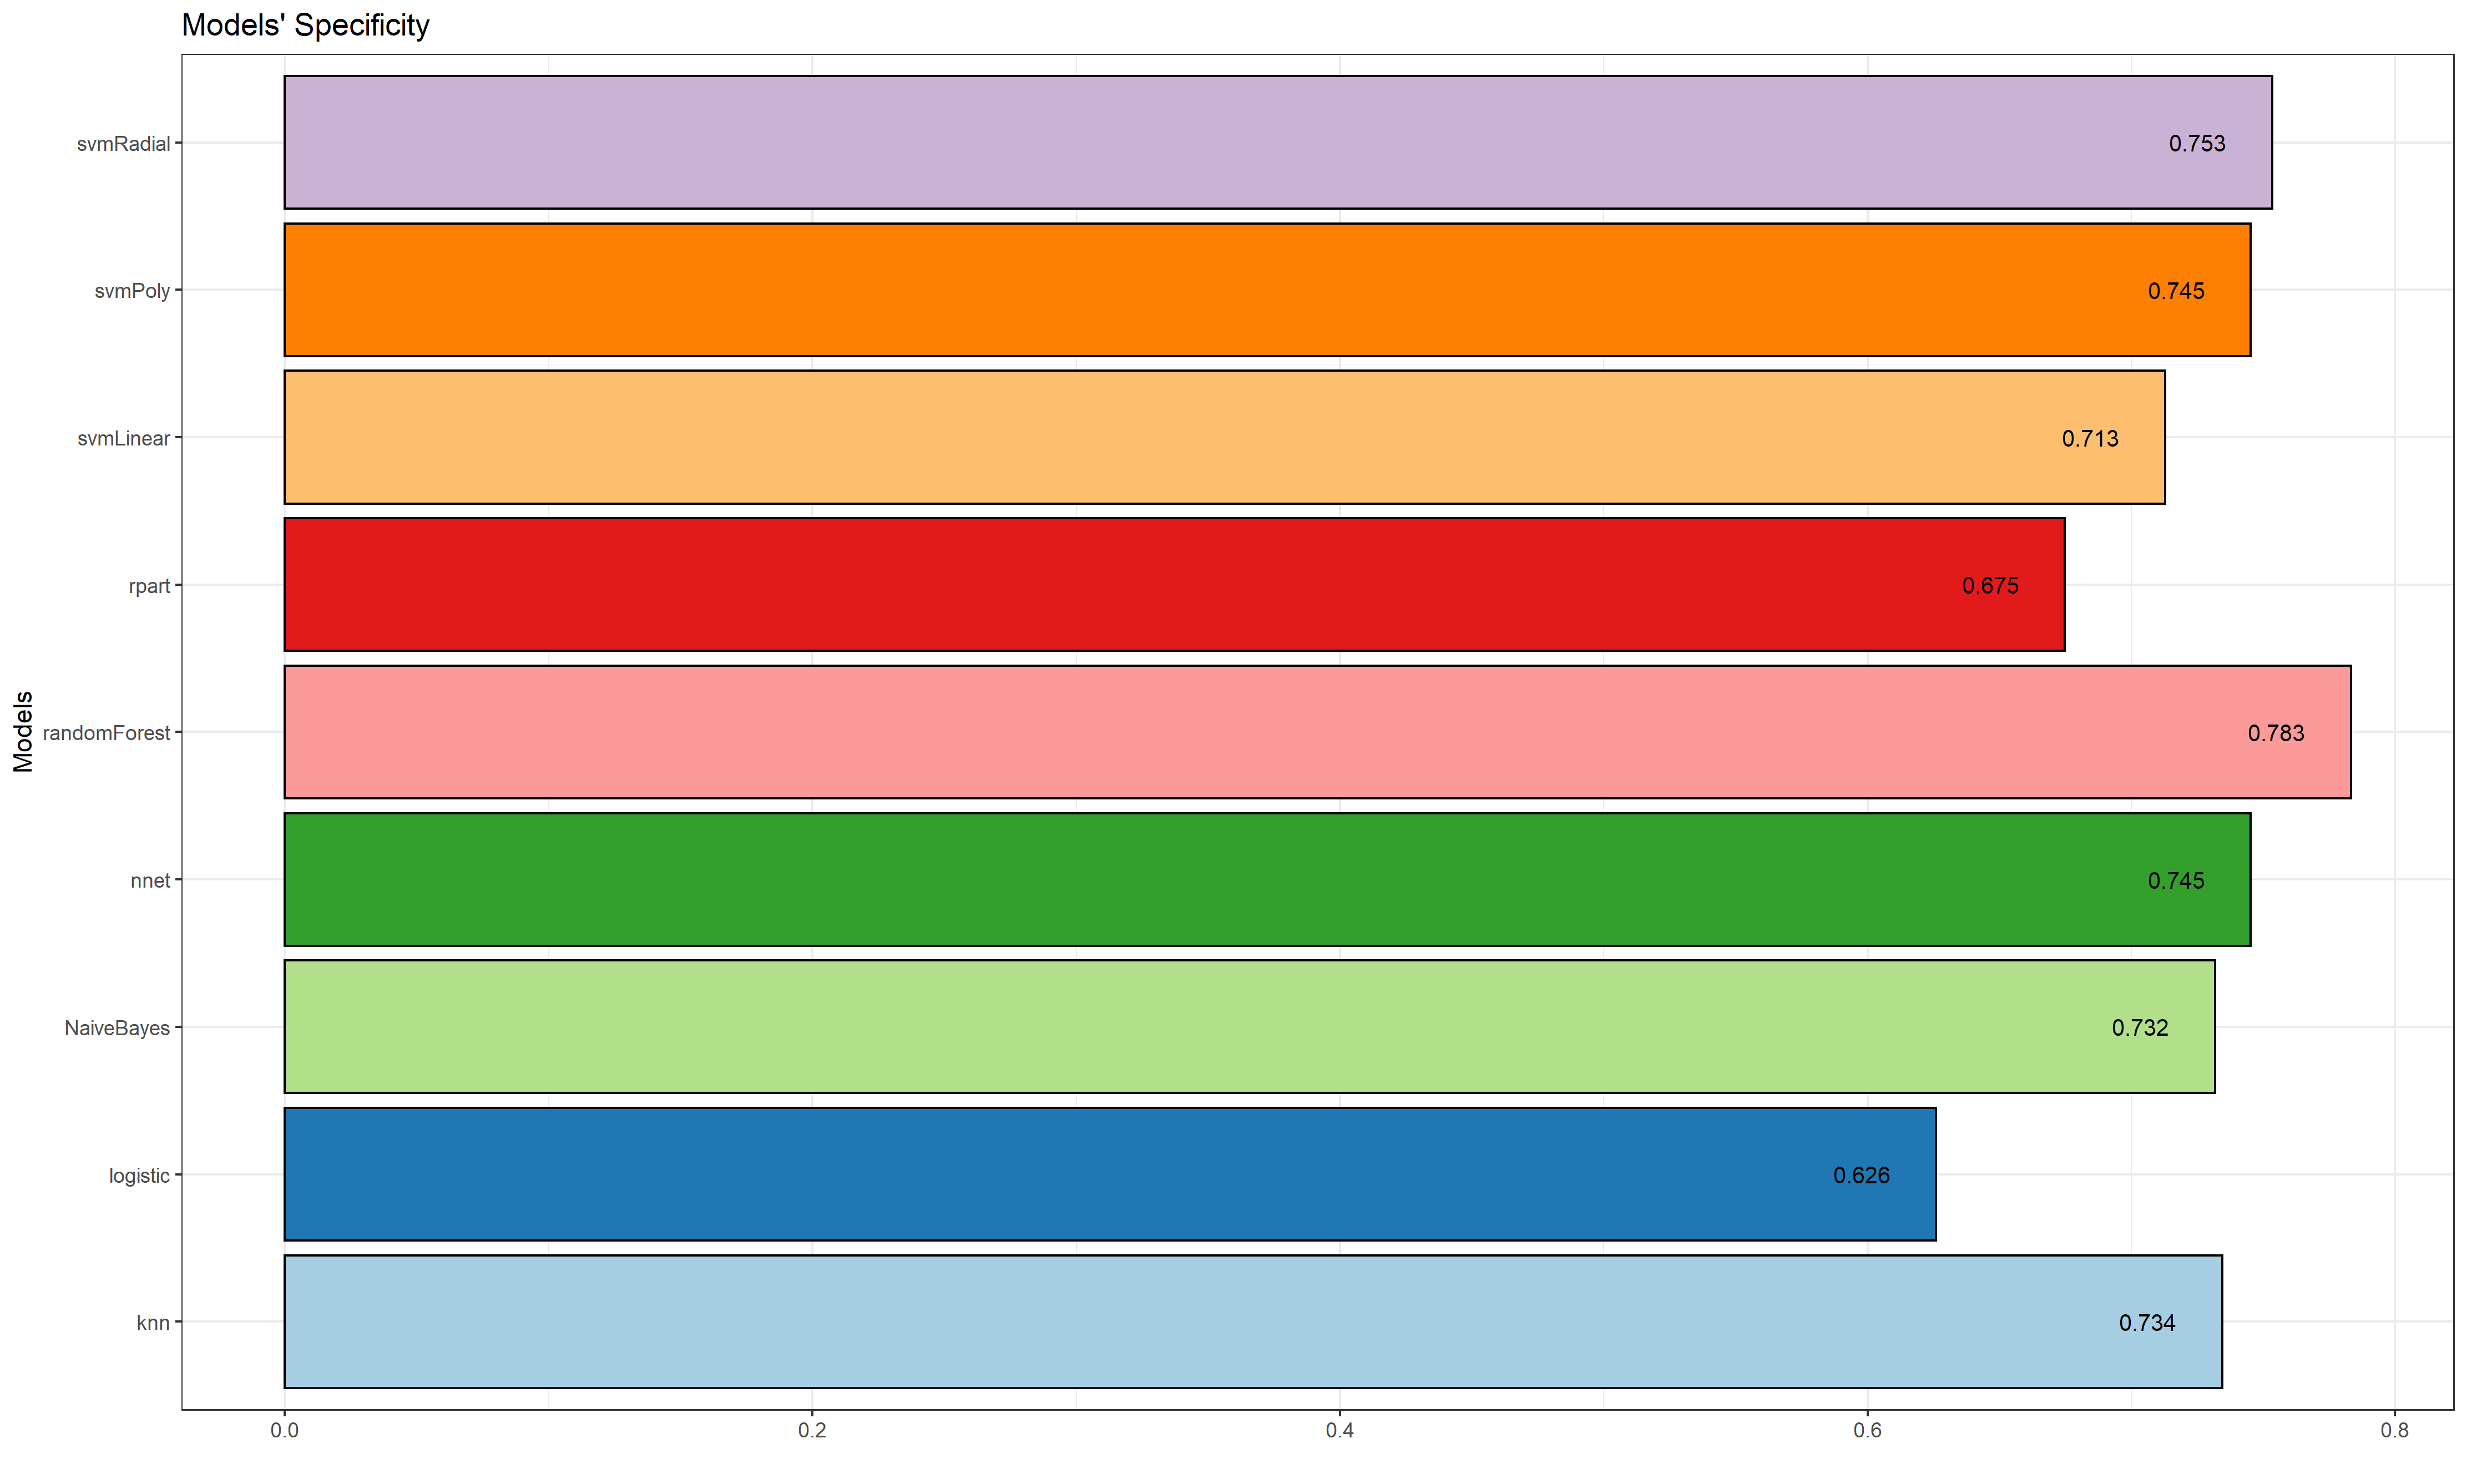 Models' Specificity
svmRadial
0.753
svmPoly
0.745
svmLinear
0.713
rpart
0.675
Models
randomForest
0.783
nnet
0.745
NaiveBayes
0.732
logistic
0.626
knn
0.734
0.0 0.2 0.4 0.6 0.8